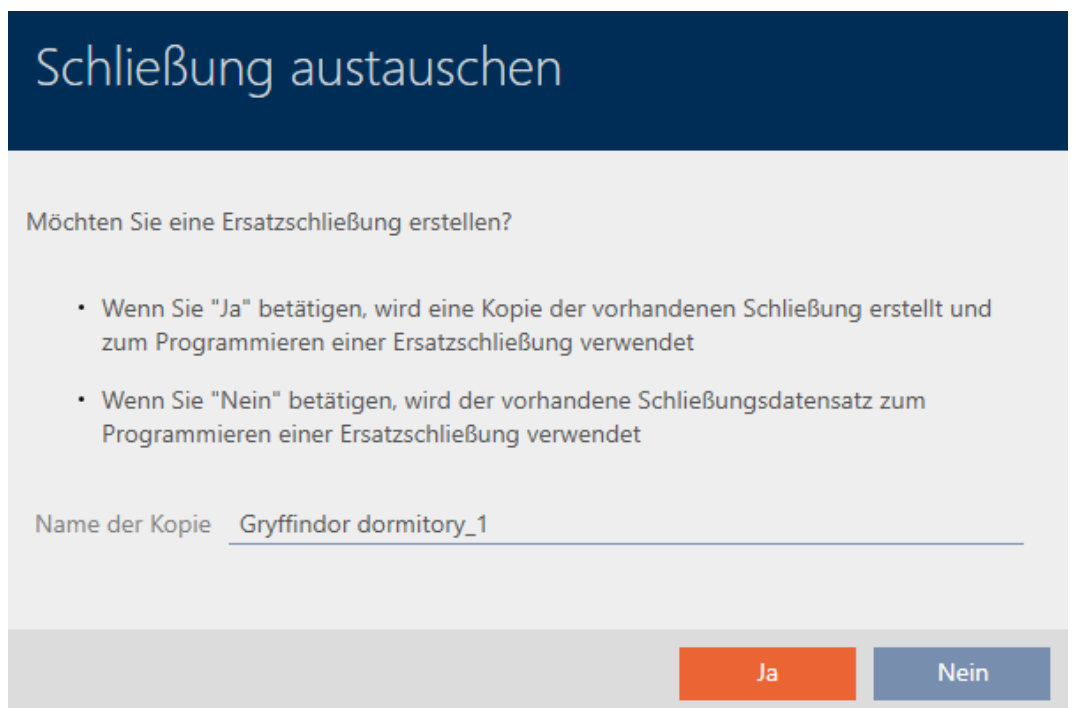 Schließung austauschen
Möchten Sie eine Ersatzschließung erstellen?
• Wenn Sie "Ja" betätigen, wird eine Kopie der vorhandenen Schließung erstellt und
zum Programmieren einer Ersatzschließung verwendet
• Wenn Sie "Nein" betätigen, wird der vorhandene Schließungsdatensatz zum
Programmieren einer Ersatzschließung verwendet
Name der Kopie Gryffindor dormitory_1
Ja Nein